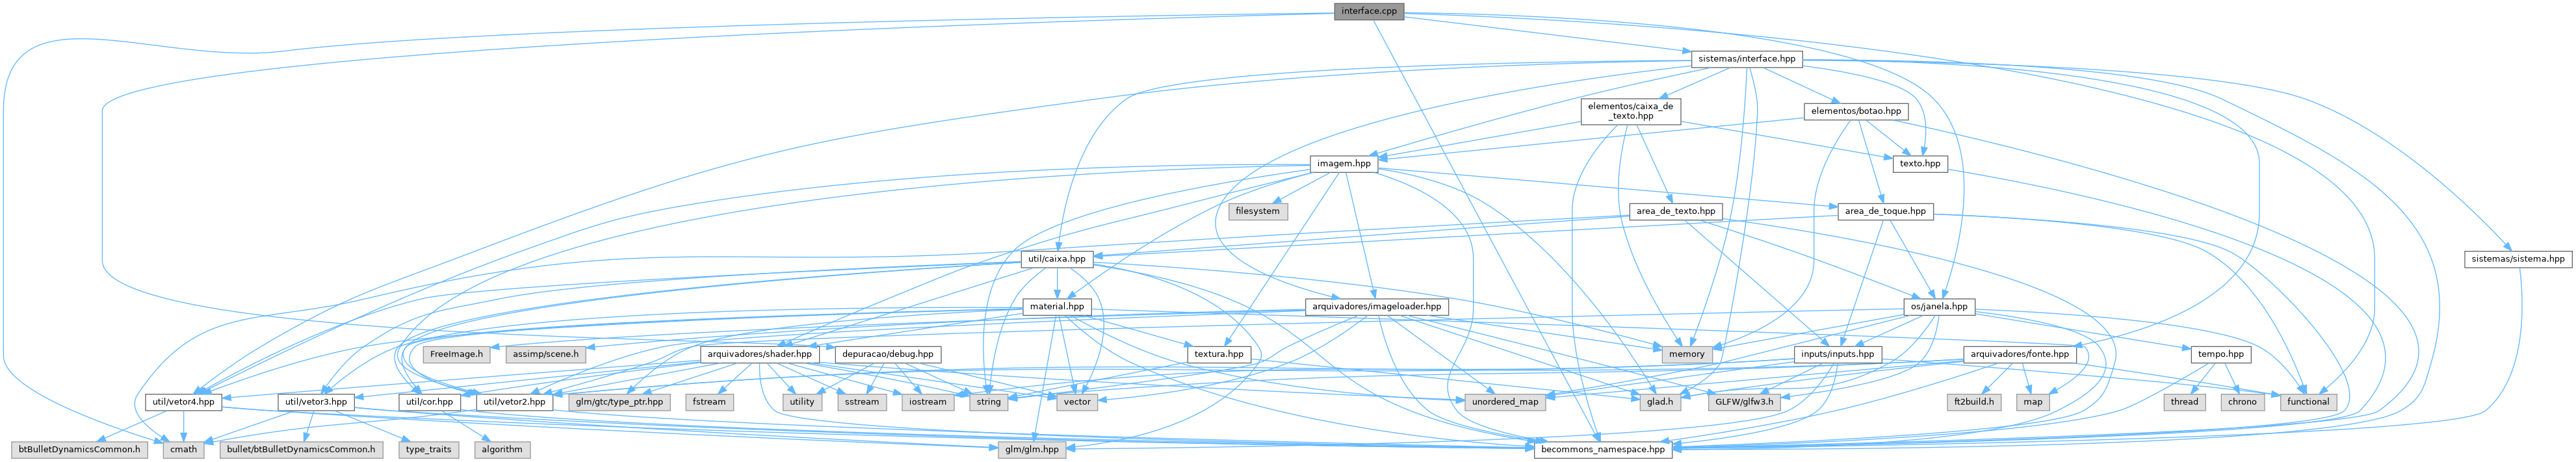 interface.cpp
sistemas/interface.hpp
elementos/caixa_de
_texto.hpp
elementos/botao.hpp
imagem.hpp
texto.hpp
filesystem
area_de_texto.hpp
area_de_toque.hpp
util/caixa.hpp
sistemas/sistema.hpp
material.hpp
arquivadores/imageloader.hpp
os/janela.hpp
FreeImage.h
assimp/scene.h
arquivadores/shader.hpp
depuracao/debug.hpp
textura.hpp
memory
inputs/inputs.hpp
arquivadores/fonte.hpp
tempo.hpp
util/vetor4.hpp
util/vetor3.hpp
util/cor.hpp
util/vetor2.hpp
glm/gtc/type_ptr.hpp
fstream
utility
sstream
iostream
string
vector
unordered_map
glad.h
GLFW/glfw3.h
ft2build.h
map
thread
chrono
functional
btBulletDynamicsCommon.h
cmath
bullet/btBulletDynamicsCommon.h
type_traits
algorithm
glm/glm.hpp
becommons_namespace.hpp